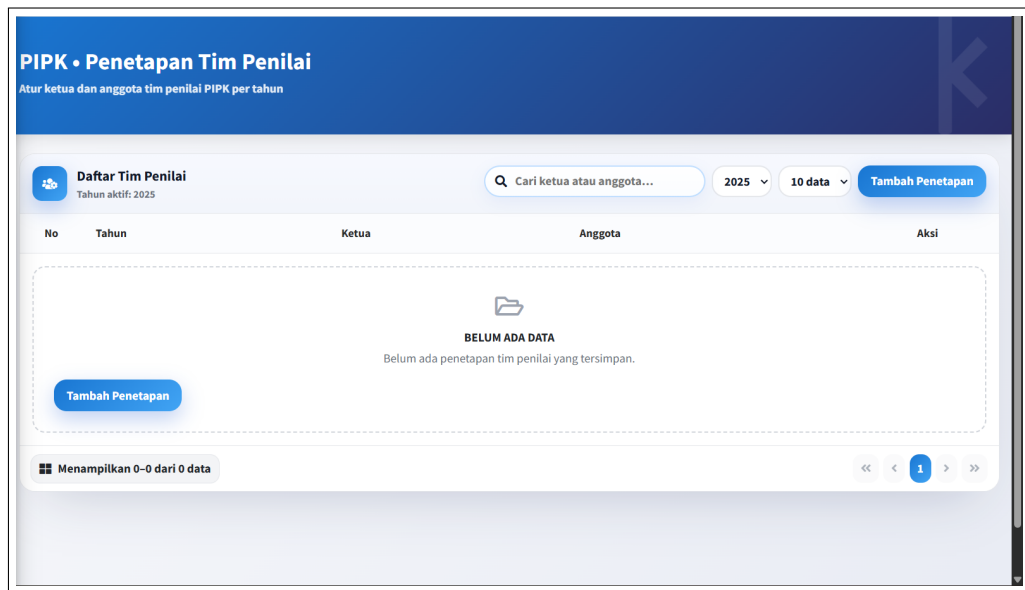 PIPK • Penetapan Tim Penilai
Atur ketua dan anggota tim penilai PIPK per tahun
Daftar Tim Penilai
Tahun aktif: 2025
Cari ketua atau anggota...
2025
10 data
Tambah Penetapan
No Tahun Ketua Anggota Aksi
BELUM ADA DATA
Belum ada penetapan tim penilai yang tersimpan.
Tambah Penetapan
Menampilkan 0–0 dari 0 data
« ‹ 1 › »